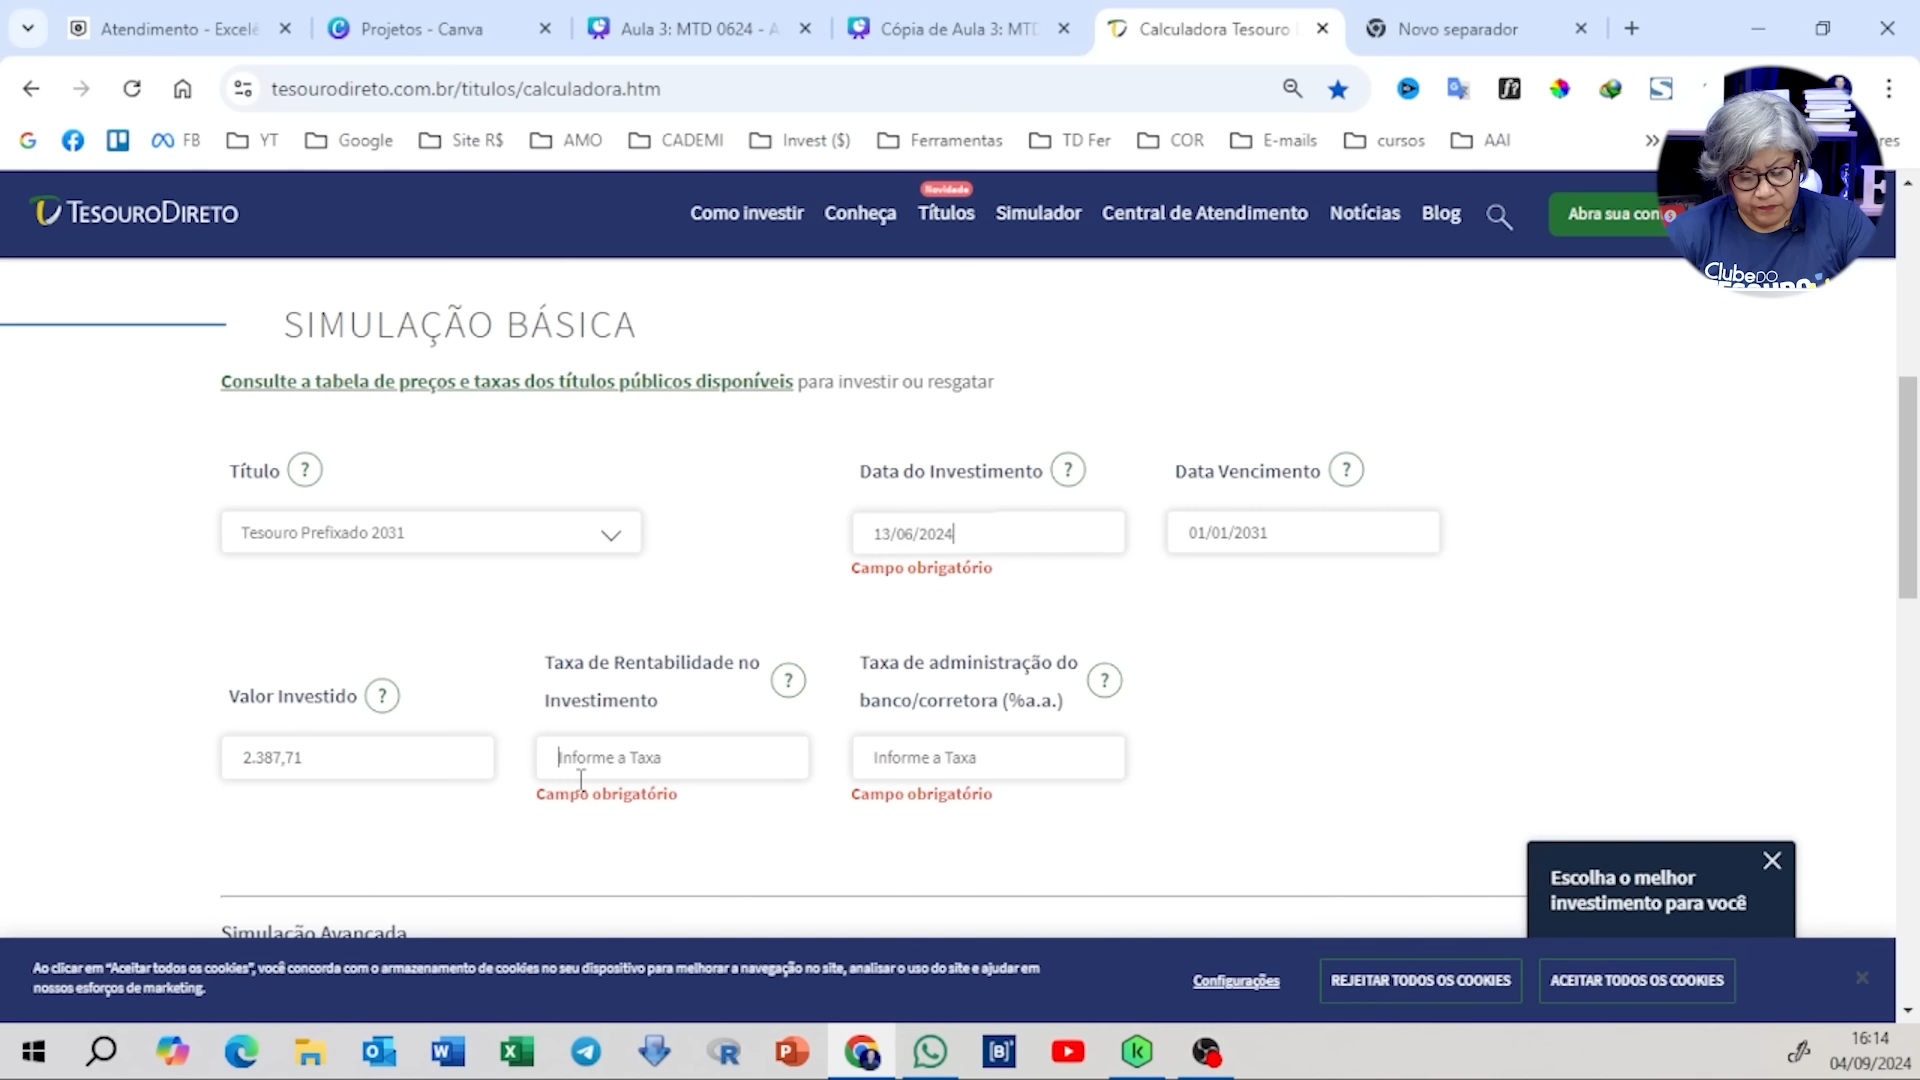 Atendimento - Excelê
Projetos - Canva
Aula 3: MTD 0624 - A
Cópia de Aula 3: MTD
Calculadora Tesouro
Novo separador
tesourodireto.com.br/titulos/calculadora.htm
FB
YT
Google
Site R$
AMO
CADEMI
Invest ($)
Ferramentas
TD Fer
COR
E-mails
cursos
AAI
TESOURODIRETO
Como investir
Conheça
Novidade
Títulos
Simulador
Central de Atendimento
Notícias
Blog
Abra sua con
Clube DO
SIMULAÇÃO BÁSICA
Consulte a tabela de preços e taxas dos títulos públicos disponíveis para investir ou resgatar
Título ?
Data do Investimento ?
Data Vencimento ?
Tesouro Prefixado 2031
13/06/2024
01/01/2031
Campo obrigatório
Valor Investido ?
Taxa de Rentabilidade no
Investimento ?
Taxa de administração do
banco/corretora (%a.a.) ?
2.387,71
Informe a Taxa
Informe a Taxa
Campo obrigatório
Campo obrigatório
Simulação Avançada
Escolha o melhor
investimento para você
Ao clicar em “Aceitar todos os cookies”, você concorda com o armazenamento de cookies no seu dispositivo para melhorar a navegação no site, analisar o uso do site e ajudar em
nossos esforços de marketing.
Configurações
REJEITAR TODOS OS COOKIES
ACEITAR TODOS OS COOKIES
16:14
04/09/2024